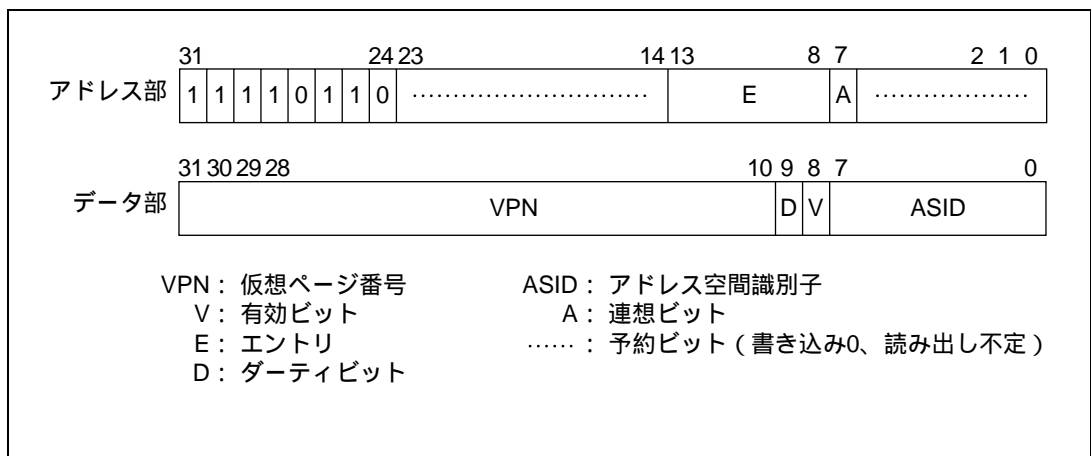 31 24 23 14 13 8 7 2 1 0
アドレス部 1 1 1 1 0 1 1 0 ………………………… E A …………………
31 30 29 28 10 9 8 7 0
データ部 VPN D V ASID
VPN： 仮想ページ番号 ASID： アドレス空間識別子
V： 有効ビット A： 連想ビット
E： エントリ ……： 予約ビット（書き込み0、読み出し不定）
D： ダーティビット